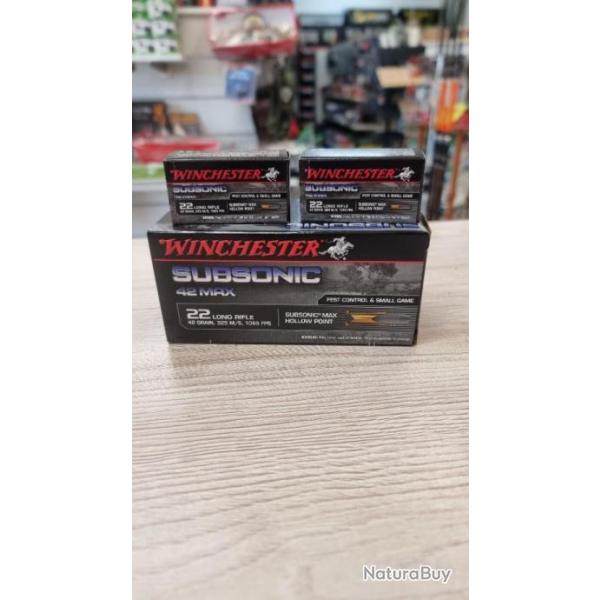 WINCHESTER
SUBSONIC
22 LONG RIFLE
SUBSONIC MAX
HOLLOW POINT
PEST CONTROL & SMALL GAME
WINCHESTER
SUBSONIC
22 LONG RIFLE
SUBSONIC MAX
HOLLOW POINT
PEST CONTROL & SMALL GAME
SUBSONIC
WINCHESTER
SUBSONIC
42 MAX
PEST CONTROL & SMALL GAME
22 LONG RIFLE
42 GRAIN, 325 M/S, 1065 FPS
SUBSONIC® MAX
HOLLOW POINT
NaturaBuy